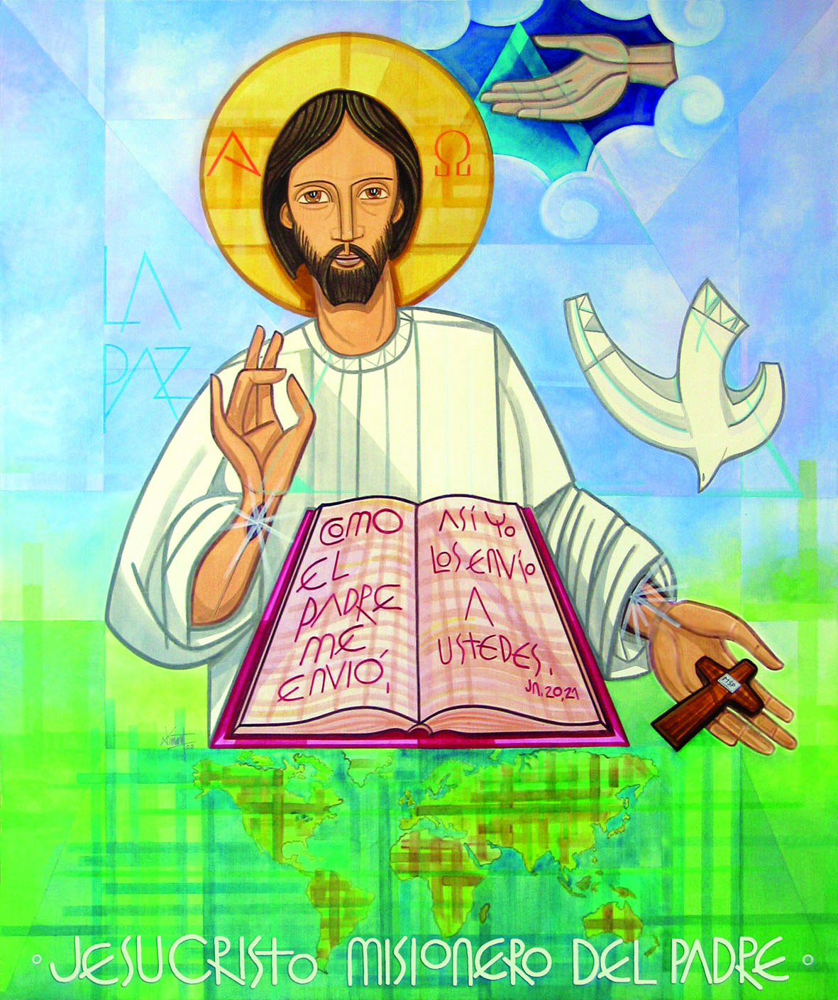 Α Ω
LA
PAZ
COMO
EL
PADRE
ME
ENVIÓ,
ASÍ YO
LOS ENVÍO
A
USTEDES.
JN. 20,21
MSP
JESUCRISTO MISIONERO DEL PADRE